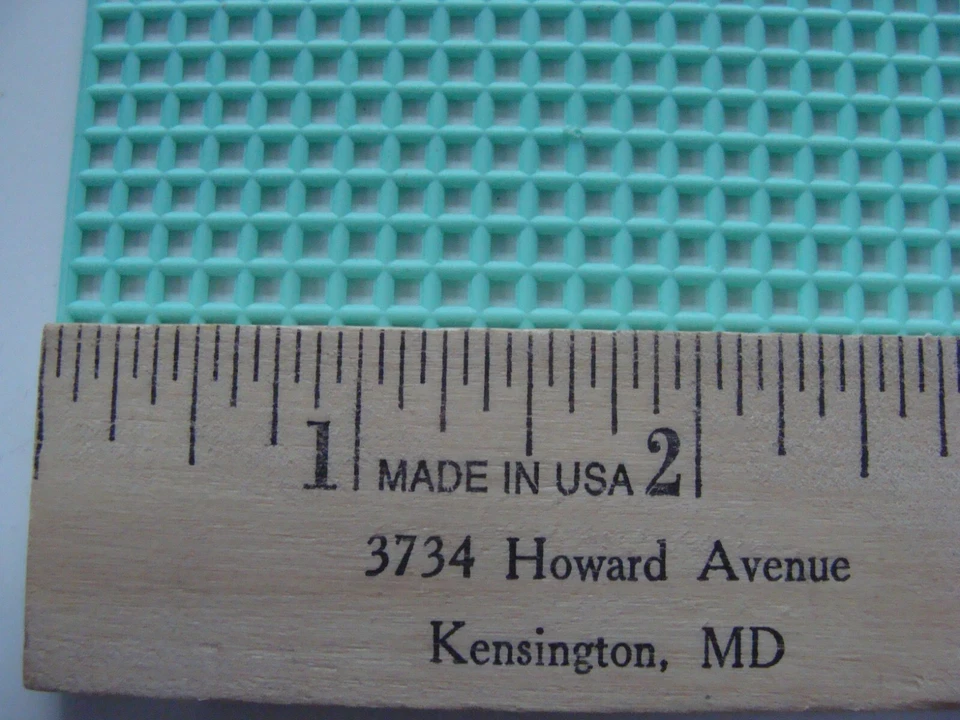 1 MADE IN USA 2
3734 Howard Avenue
Kensington, MD